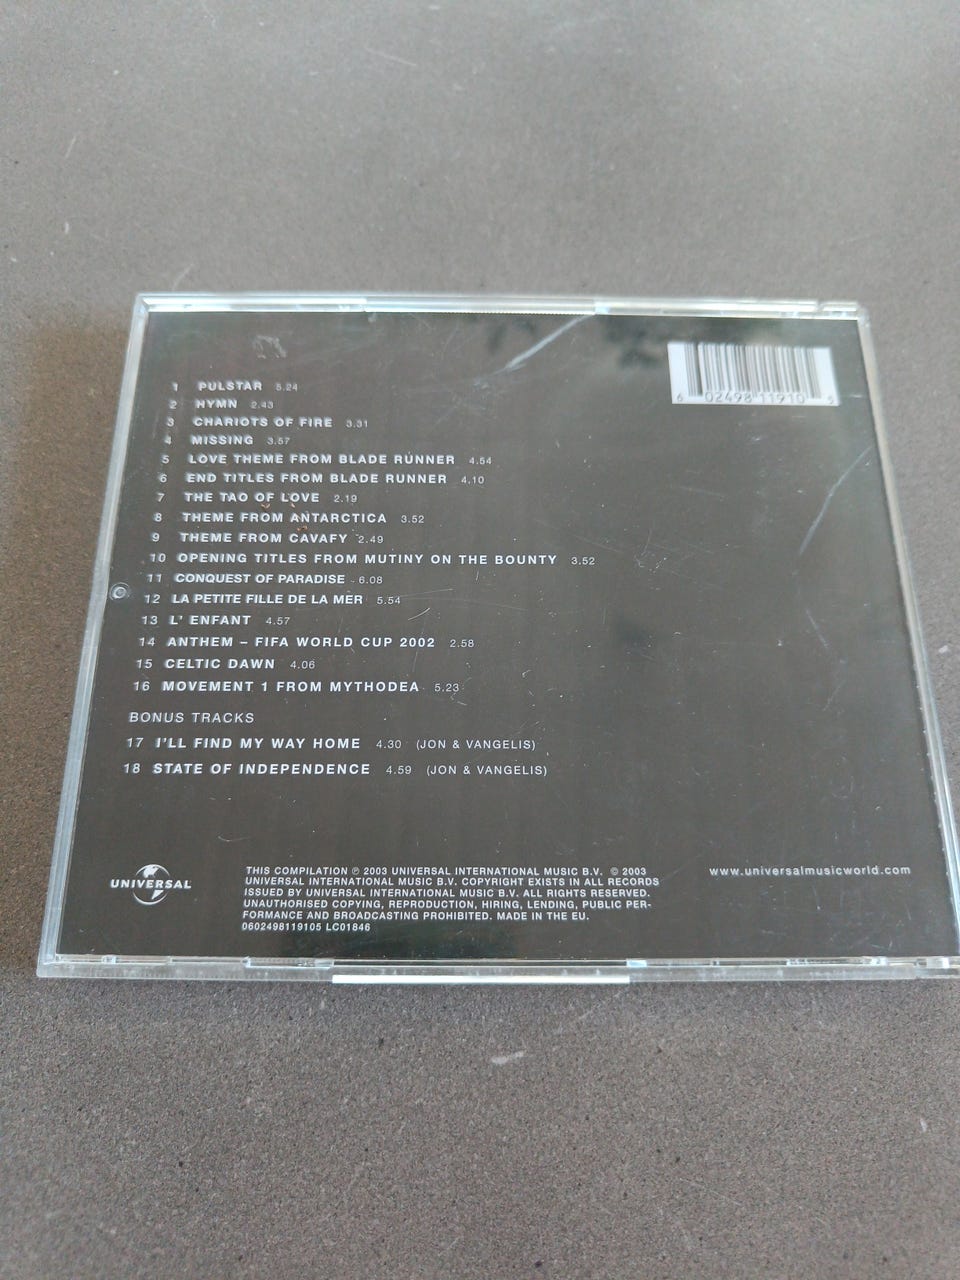 6 02498 11910 5
1 PULSTAR 5.24
2 HYMN 2.43
3 CHARIOTS OF FIRE 3.31
4 MISSING 3.57
5 LOVE THEME FROM BLADE RUNNER 4.54
6 END TITLES FROM BLADE RUNNER 4.10
7 THE TAO OF LOVE 2.19
8 THEME FROM ANTARCTICA 3.52
9 THEME FROM CAVAFY 2.49
10 OPENING TITLES FROM MUTINY ON THE BOUNTY 3.52
11 CONQUEST OF PARADISE 6.08
12 LA PETITE FILLE DE LA MER 5.54
13 L' ENFANT 4.57
14 ANTHEM – FIFA WORLD CUP 2002 2.58
15 CELTIC DAWN 4.06
16 MOVEMENT 1 FROM MYTHODEA 5.23
BONUS TRACKS
17 I'LL FIND MY WAY HOME 4.30 (JON & VANGELIS)
18 STATE OF INDEPENDENCE 4.59 (JON & VANGELIS)
UNIVERSAL
THIS COMPILATION ℗ 2003 UNIVERSAL INTERNATIONAL MUSIC B.V. © 2003
UNIVERSAL INTERNATIONAL MUSIC B.V. COPYRIGHT EXISTS IN ALL RECORDS
ISSUED BY UNIVERSAL INTERNATIONAL MUSIC B.V. ALL RIGHTS RESERVED.
UNAUTHORISED COPYING, REPRODUCTION, HIRING, LENDING, PUBLIC PER-
FORMANCE AND BROADCASTING PROHIBITED. MADE IN THE EU.
0602498119105 LC01846
www.universalmusicworld.com